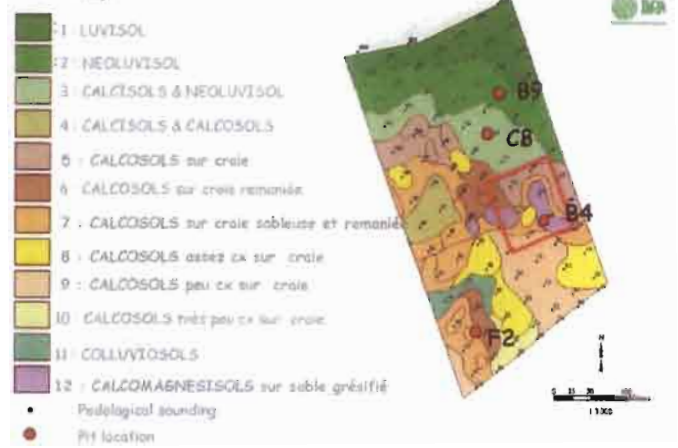 1 LUVISOL
2 NEOLUVISOL
3 CALCISOLS & NEOLUVISOL
4 CALCISOLS & CALCOSOLS
5 : CALCOSOLS sur craie
6 CALCOSOLS sur craie remaniée
7 . CALCOSOLS sur craie sableuse et remaniée
8 : CALCOSOLS assez cx sur craie
9 : CALCOSOLS peu cx sur craie
10 CALCOSOLS très peu cx sur craie
11 : COLLUVIOSOLS
12 : CALCOMAGNESISOLS sur sable grésifié
Pedological sounding
Pit location
B9
C8
B4
F2
N